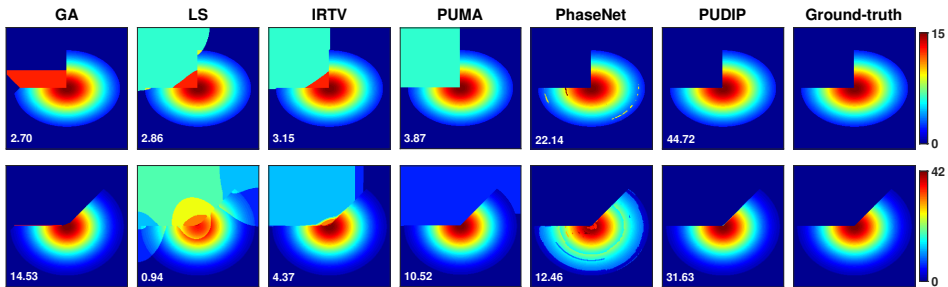 GA LS IRTV PUMA PhaseNet PUDIP Ground-truth
15
2.70 2.86 3.15 3.87 22.14 44.72
0
42
14.53 0.94 4.37 10.52 12.46 31.63
0